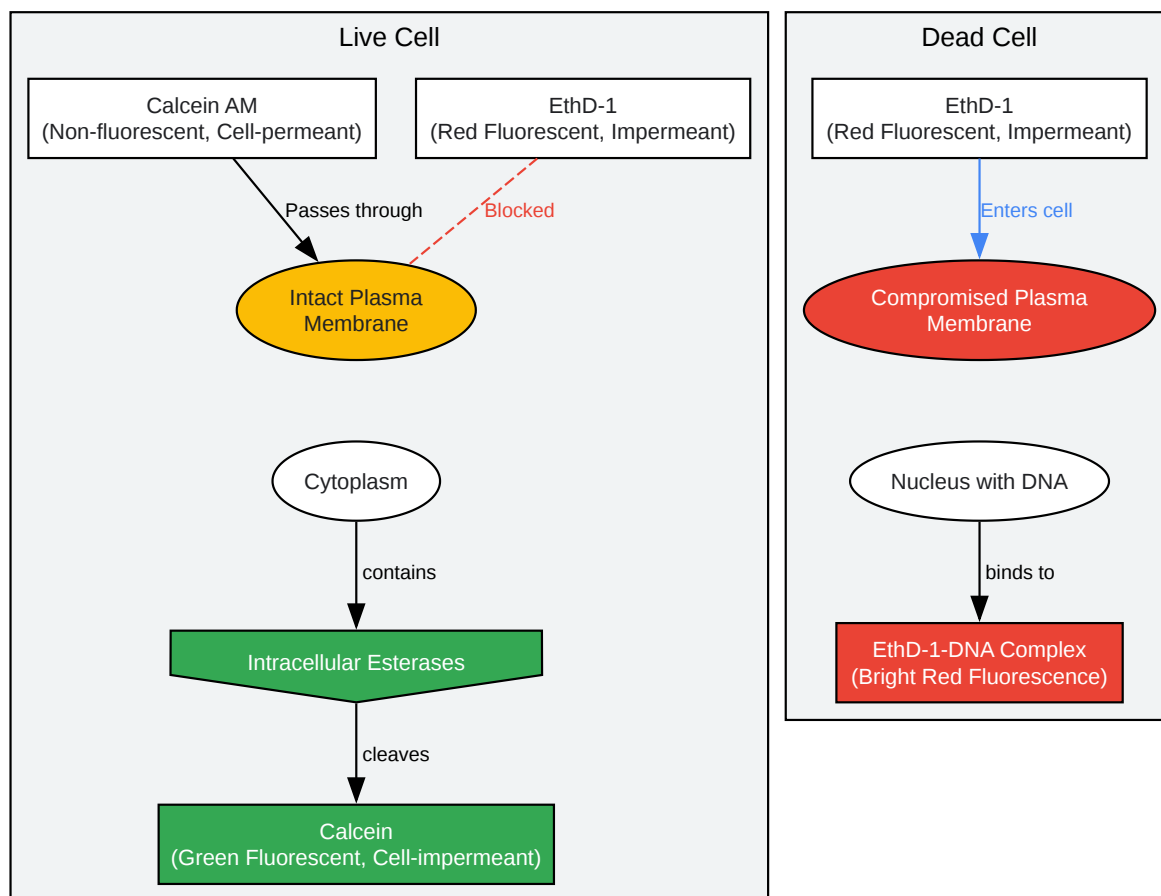 Live Cell
Calcein AM
(Non-fluorescent, Cell-permeant)
EthD-1
(Red Fluorescent, Impermeant)
Passes through
Blocked
Intact Plasma
Membrane
Cytoplasm
contains
Intracellular Esterases
cleaves
Calcein
(Green Fluorescent, Cell-impermeant)
Dead Cell
EthD-1
(Red Fluorescent, Impermeant)
Enters cell
Compromised Plasma
Membrane
Nucleus with DNA
binds to
EthD-1-DNA Complex
(Bright Red Fluorescence)